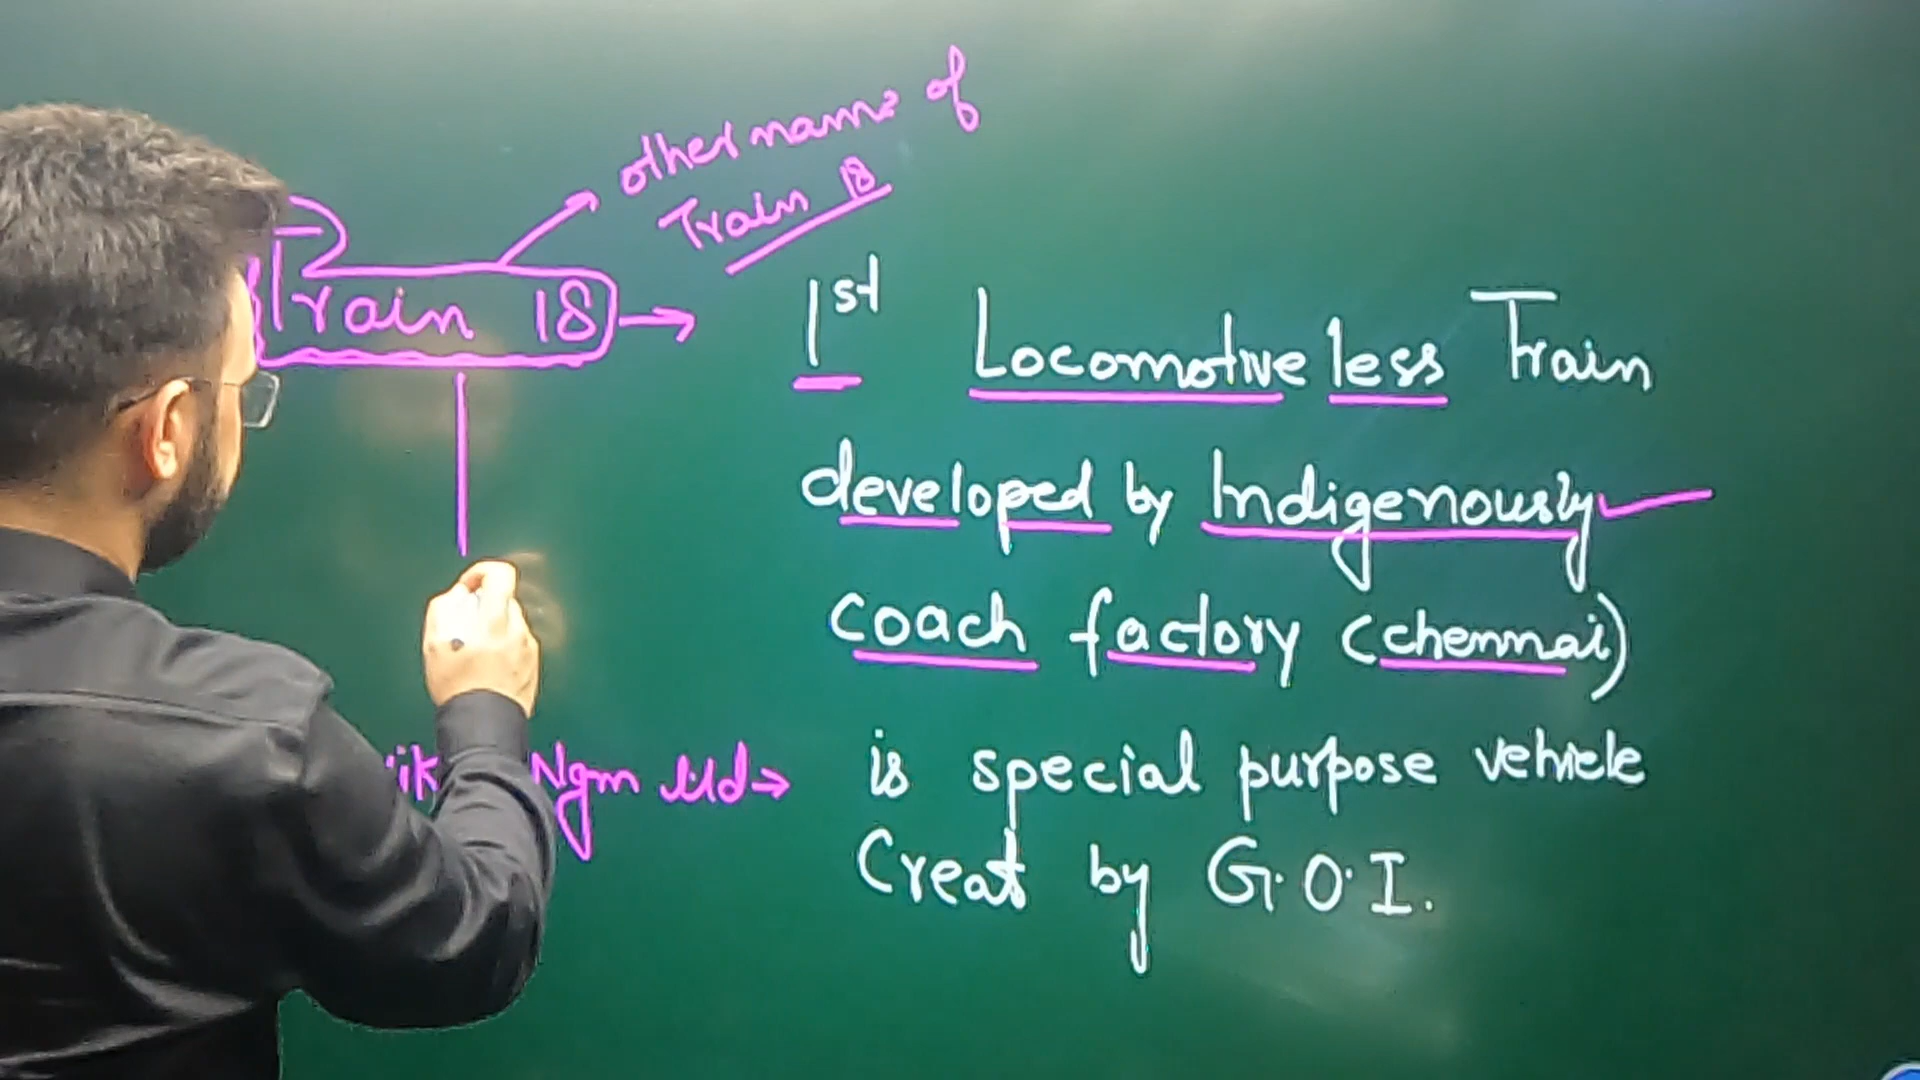 other name of
Train 18
Train 18
1st Locomotive less Train
developed by Indigenously
coach factory (chennai)
Ngm is special purpose vehicle
Creat by G.O.I.